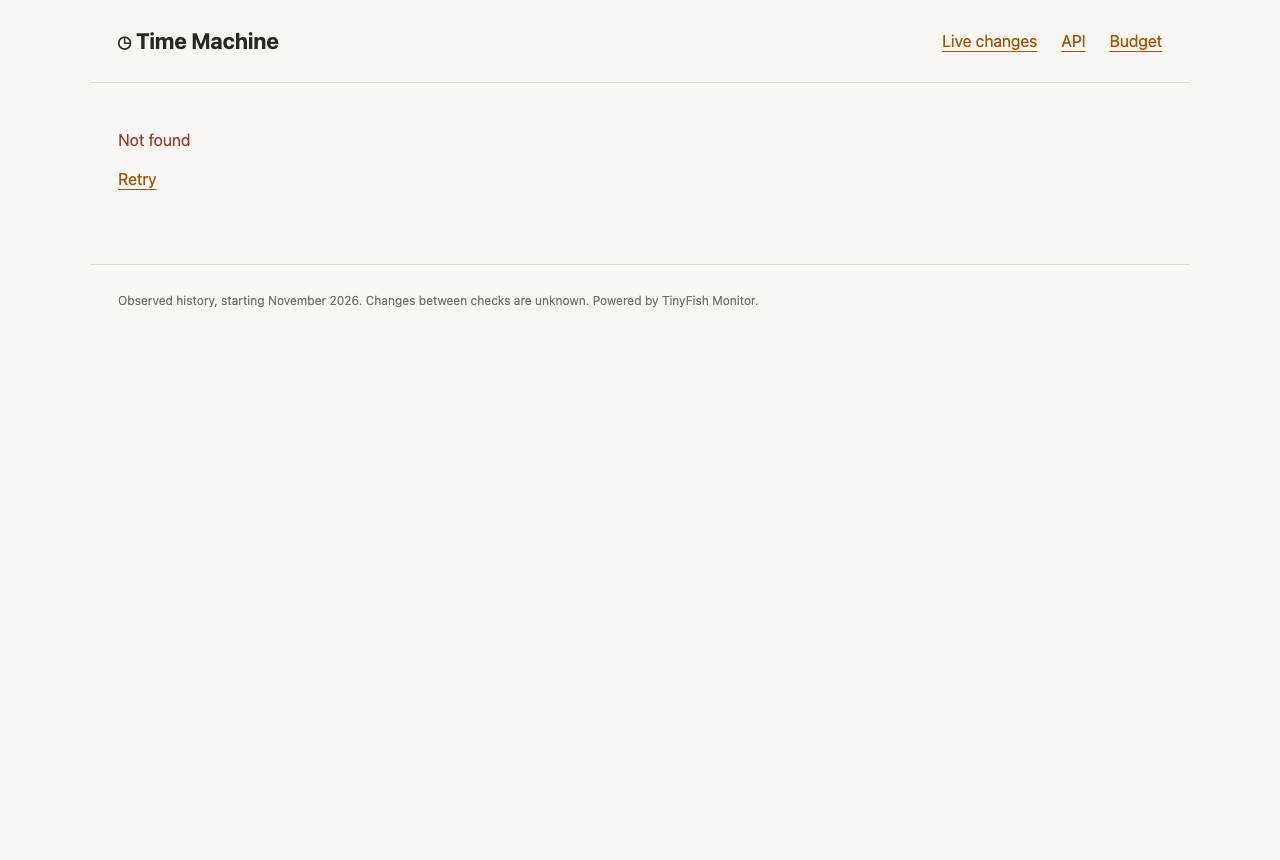 Time Machine
Live changes
API
Budget
Not found
Retry
Observed history, starting November 2026. Changes between checks are unknown. Powered by TinyFish Monitor.